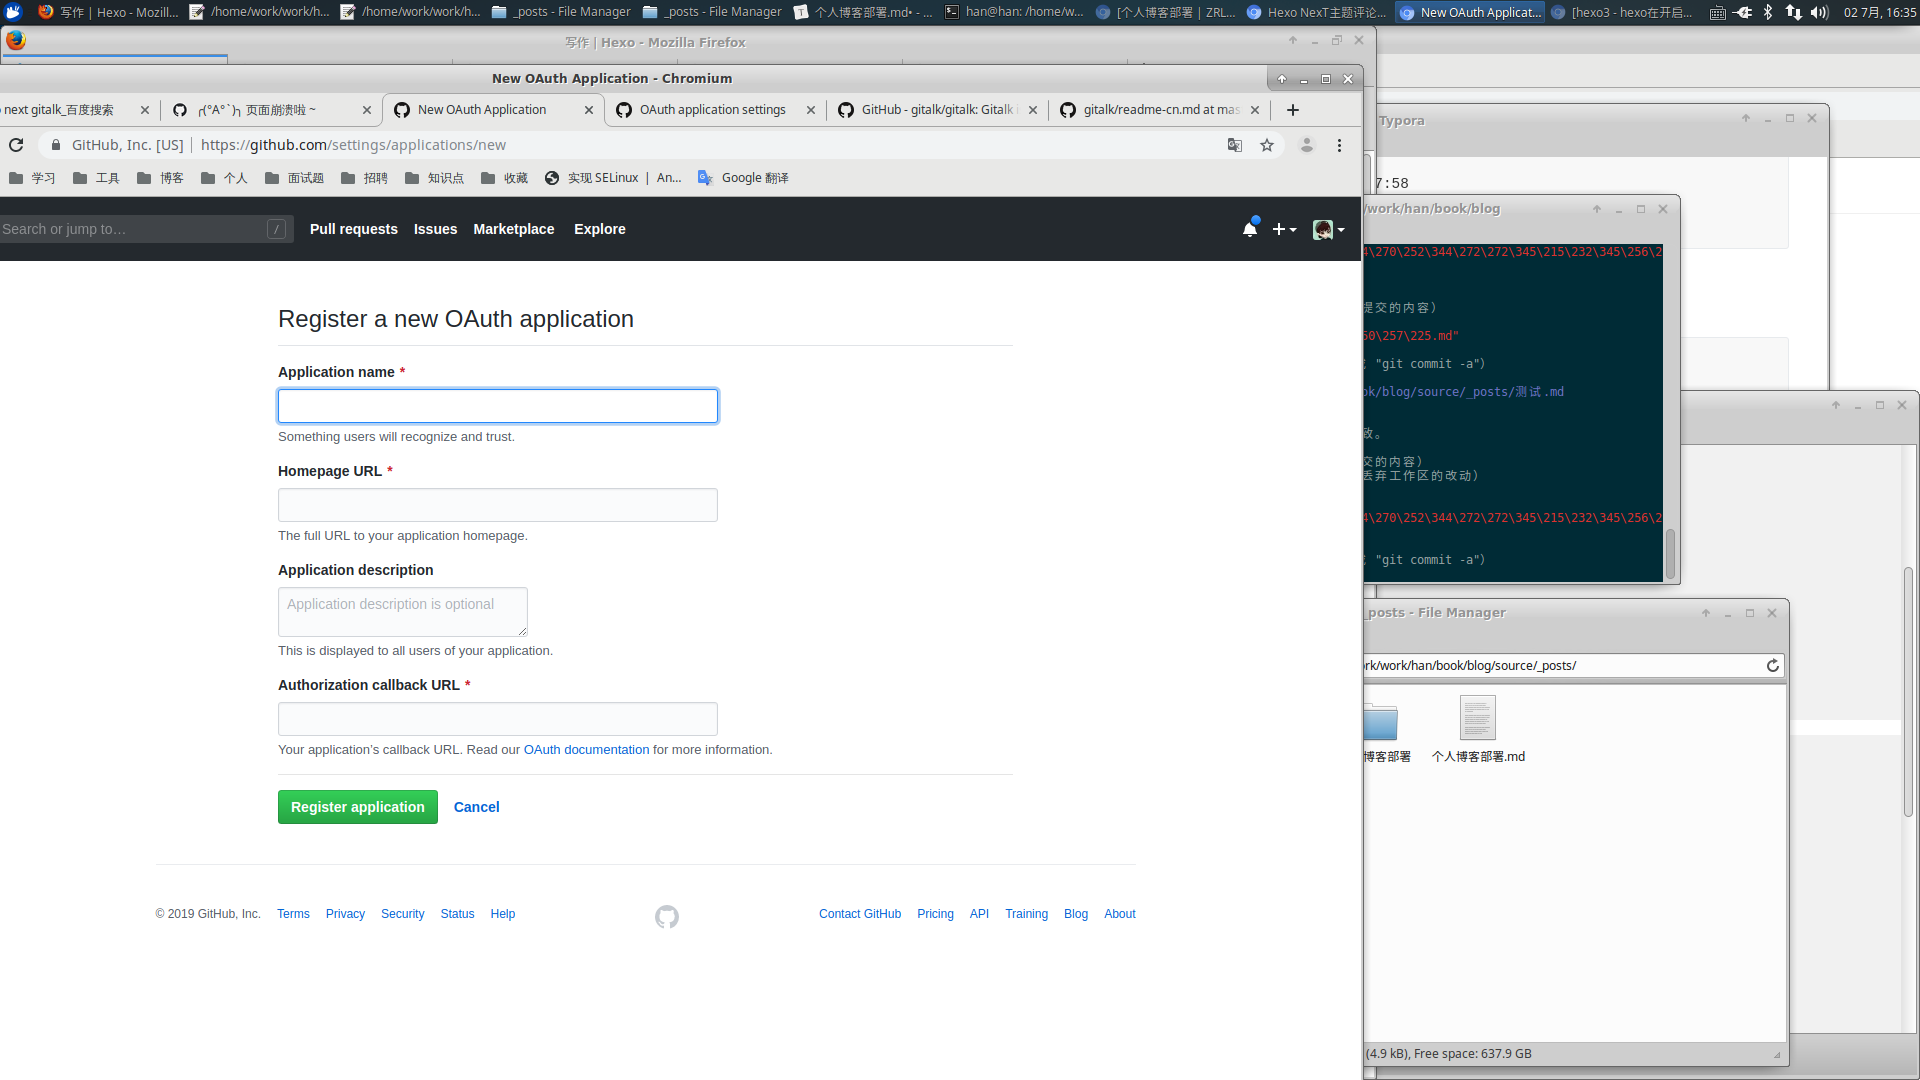 写作 | Hexo - Mozill...
/home/work/work/h...
/home/work/work/h...
_posts - File Manager
_posts - File Manager
个人博客部署.md• - ...
han@han: /home/w...
[个人博客部署 | ZRL...
Hexo NexT主题评论...
New OAuth Applicat...
[hexo3 - hexo在开启...
02 7月, 16:35
写作 | Hexo - Mozilla Firefox
New OAuth Application - Chromium
next gitalk_百度搜索
╭(°A°`)╮ 页面崩溃啦 ~
New OAuth Application
OAuth application settings
GitHub - gitalk/gitalk: Gitalk i
gitalk/readme-cn.md at mas
GitHub, Inc. [US]
https://github.com/settings/applications/new
学习
工具
博客
个人
面试题
招聘
知识点
收藏
实现 SELinux | An...
Google 翻译
Search or jump to…
/
Pull requests
Issues
Marketplace
Explore
Register a new OAuth application
Application name *
Something users will recognize and trust.
Homepage URL *
The full URL to your application homepage.
Application description
Application description is optional
This is displayed to all users of your application.
Authorization callback URL *
Your application’s callback URL. Read our OAuth documentation for more information.
Register application
Cancel
© 2019 GitHub, Inc.
Terms
Privacy
Security
Status
Help
Contact GitHub
Pricing
API
Training
Blog
About
Typora
7:58
/work/han/book/blog
4\270\252\344\272\272\345\215\232\345\256\2
提交的内容)
50\257\225.md"
"git commit -a")
ok/blog/source/_posts/测试.md
致。
交的内容)
丢弃工作区的改动)
4\270\252\344\272\272\345\215\232\345\256\2
"git commit -a")
_posts - File Manager
ork/work/han/book/blog/source/_posts/
博客部署
个人博客部署.md
(4.9 kB), Free space: 637.9 GB